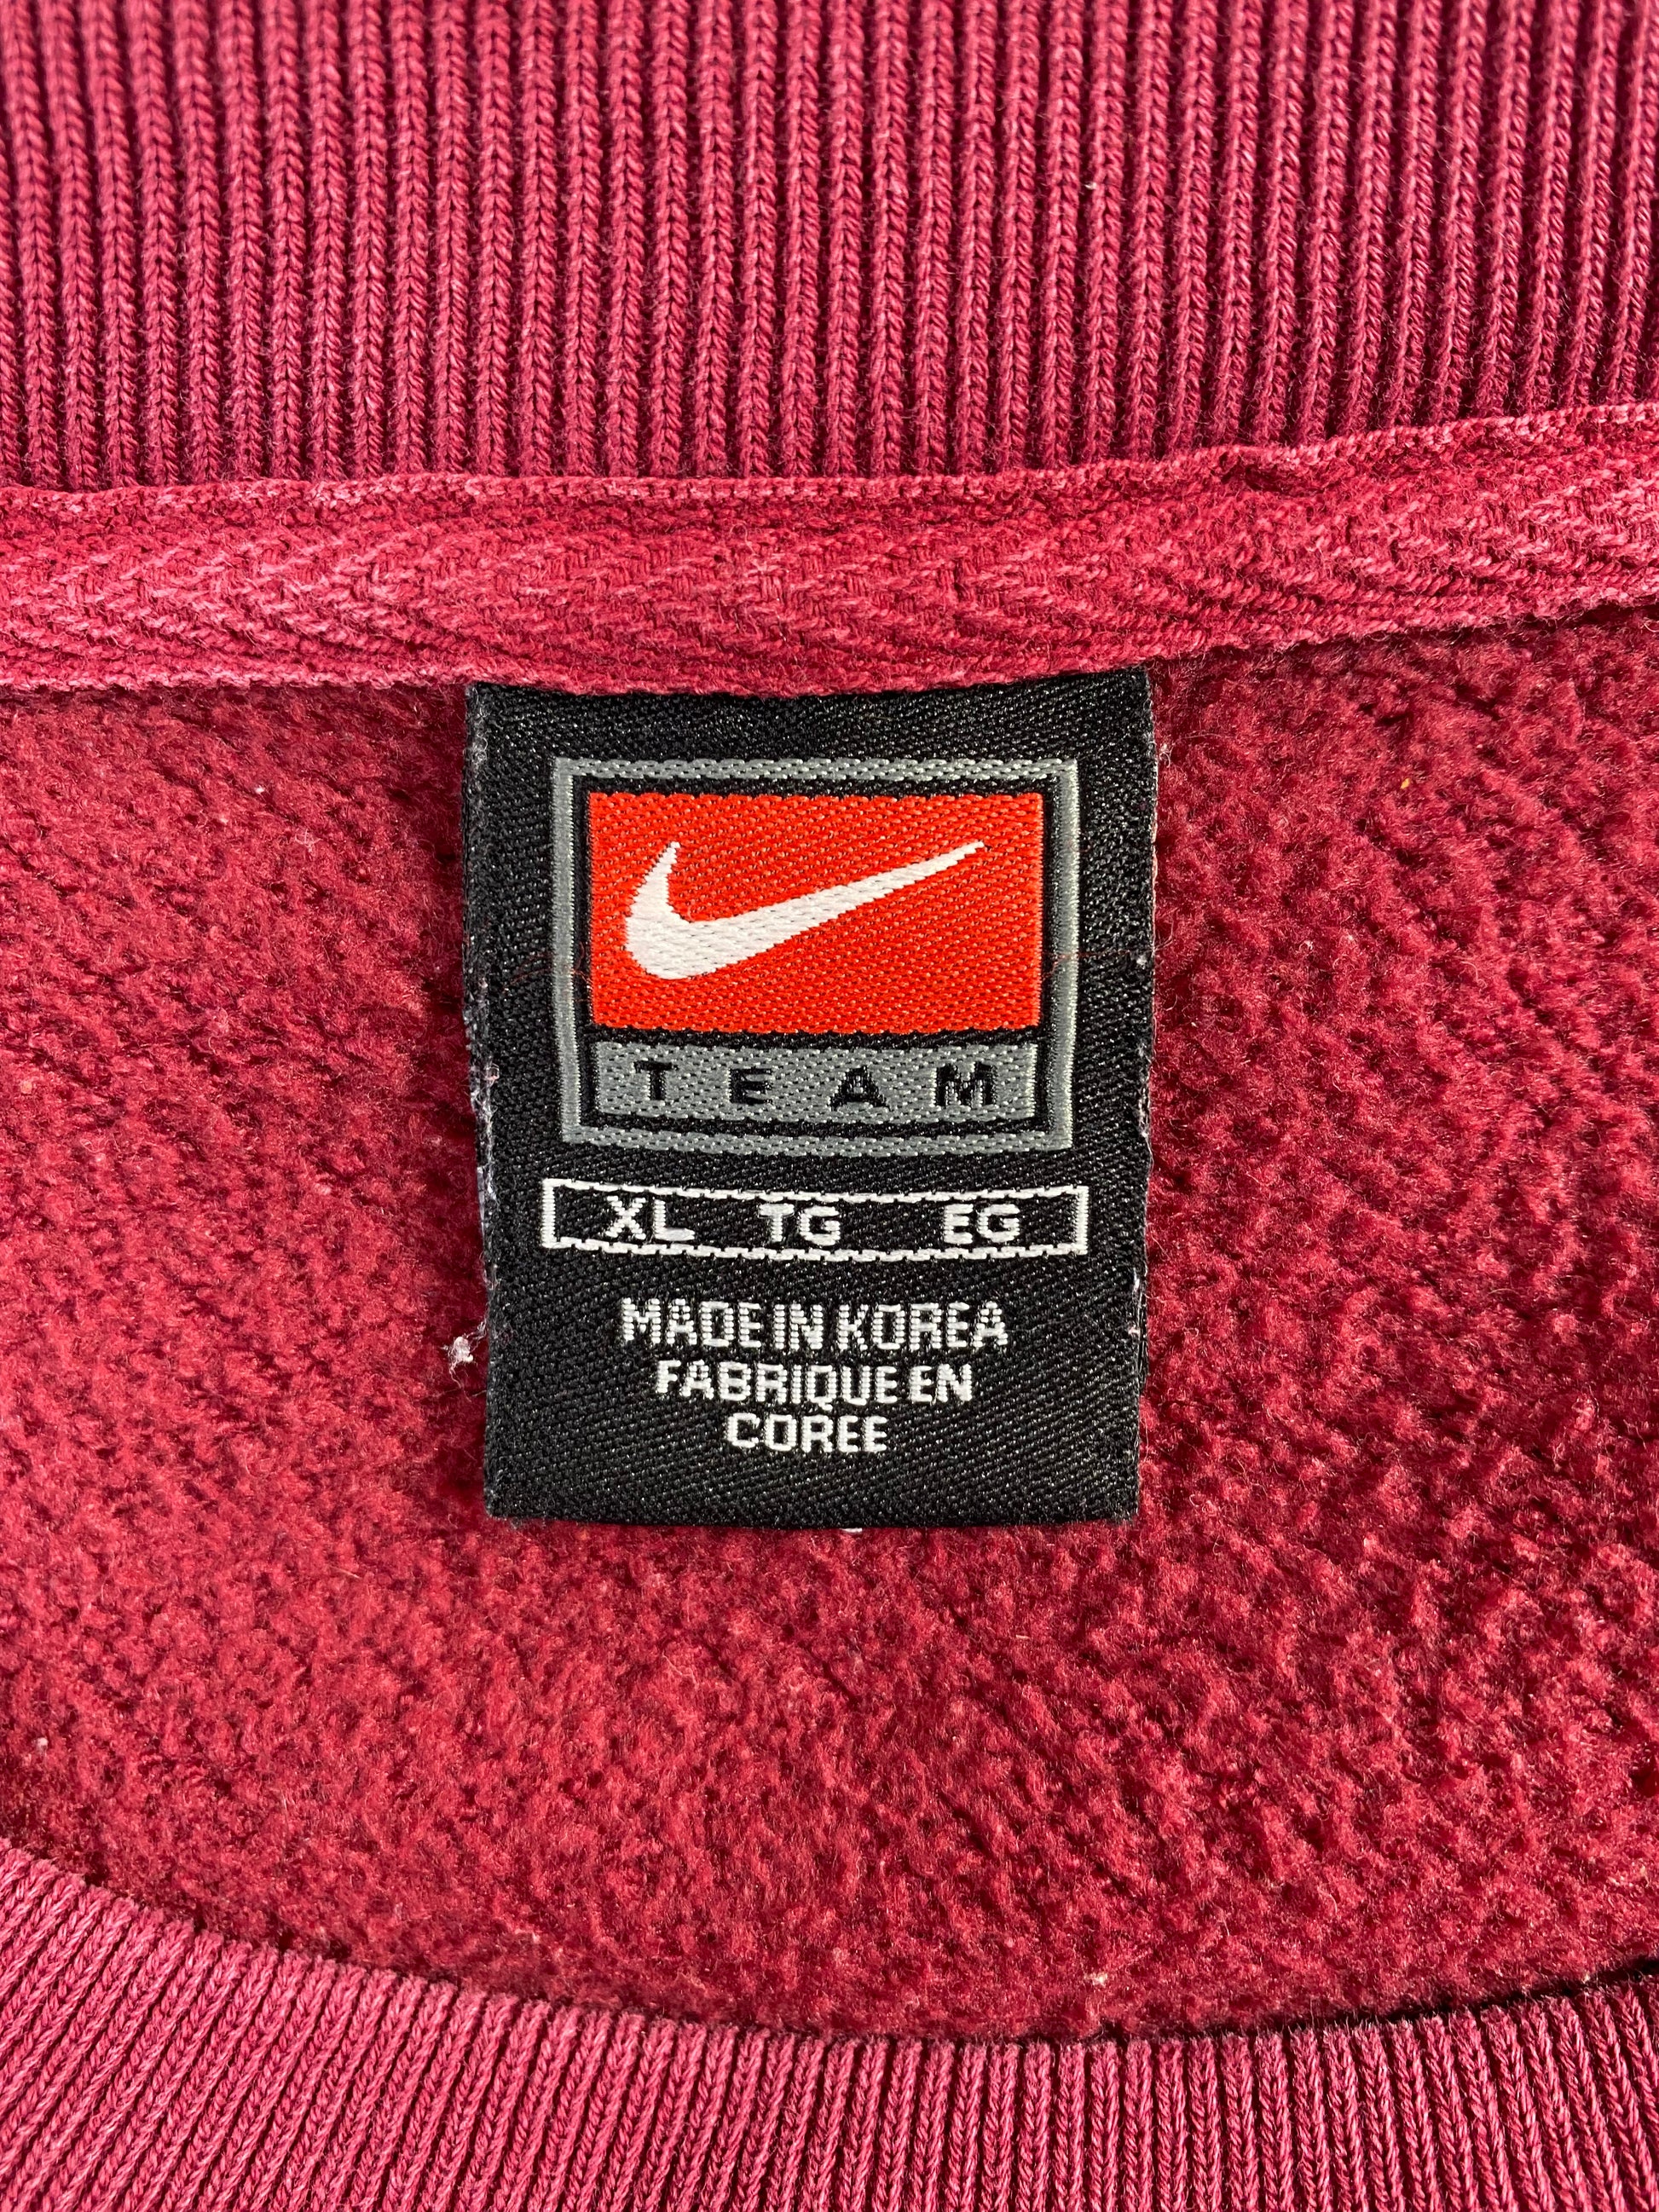 TEAM
XL TG EG
MADE IN KOREA
FABRIQUE EN
COREE